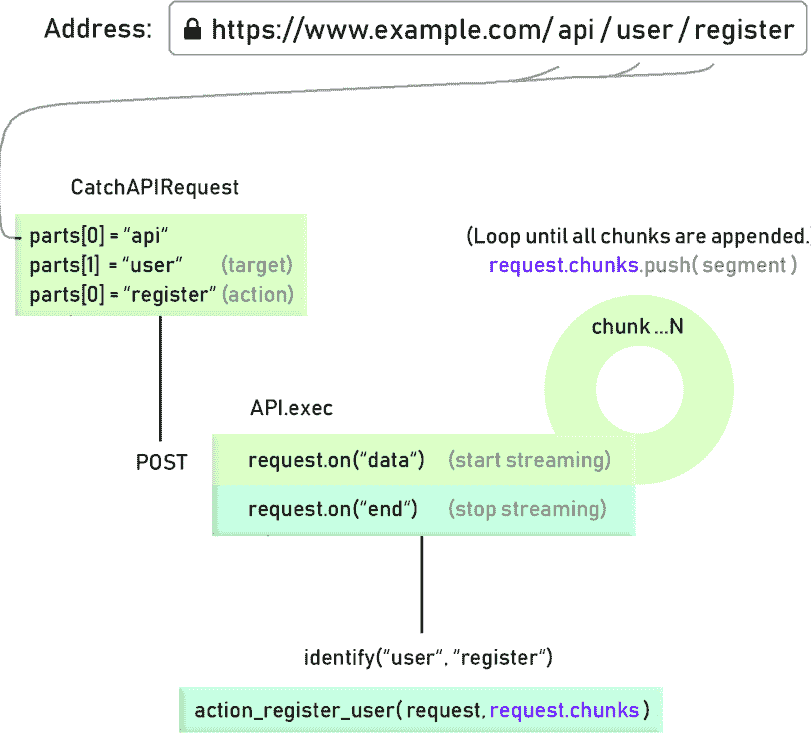 Address: https://www.example.com/api/user/register
CatchAPIRequest
parts[0] = "api"
parts[1] = "user" (target)
parts[0] = "register" (action)
(Loop until all chunks are appended.
request.chunks.push( segment )
chunk ...N
API.exec
POST
request.on("data") (start streaming)
request.on("end") (stop streaming)
identify("user", "register")
action_register_user( request, request.chunks )